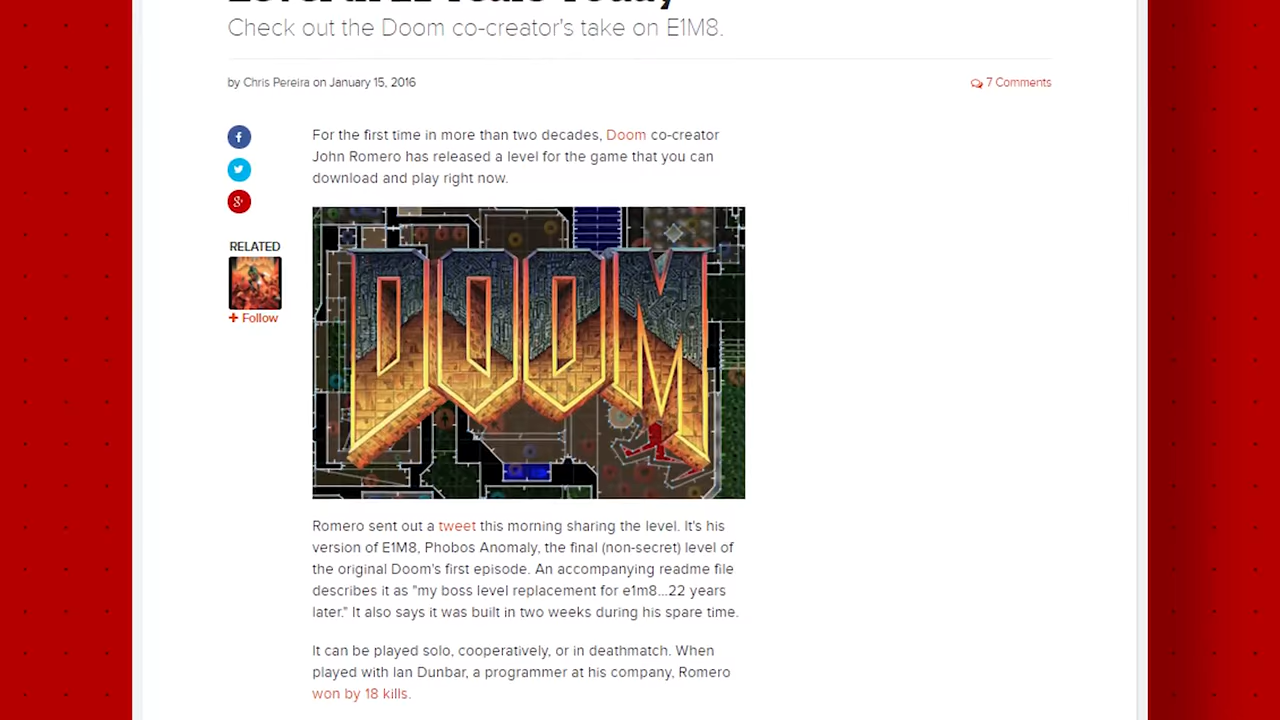 Level in 22 Years Today
Check out the Doom co-creator's take on E1M8.
by Chris Pereira on January 15, 2016
7 Comments
For the first time in more than two decades, Doom co-creator
John Romero has released a level for the game that you can
download and play right now.
RELATED
+ Follow
DOOM
Romero sent out a tweet this morning sharing the level. It's his
version of E1M8, Phobos Anomaly, the final (non-secret) level of
the original Doom's first episode. An accompanying readme file
describes it as "my boss level replacement for e1m8...22 years
later." It also says it was built in two weeks during his spare time.
It can be played solo, cooperatively, or in deathmatch. When
played with Ian Dunbar, a programmer at his company, Romero
won by 18 kills.